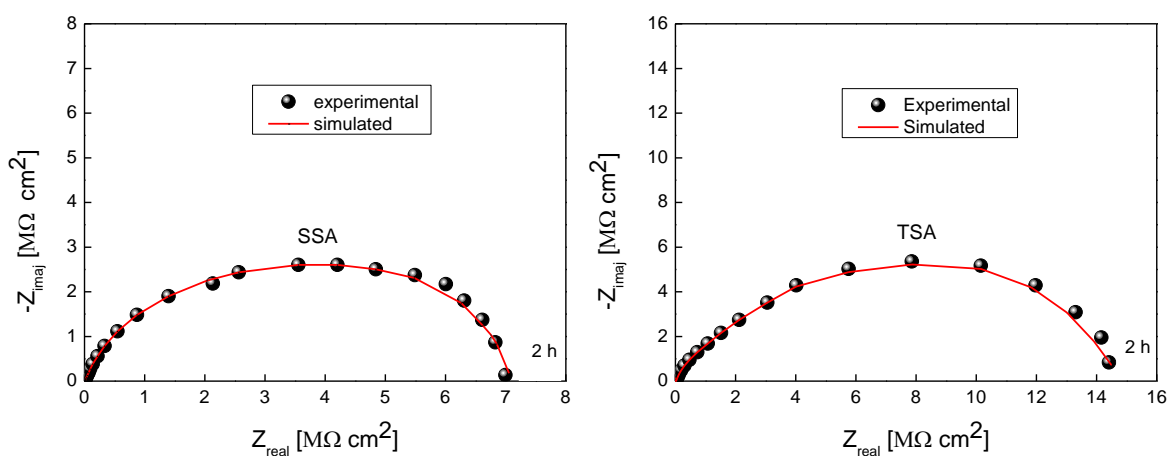 8
7
6
5
4
3
2
1
0
-Z_imaj [MΩ cm²]
experimental
simulated
SSA
2 h
0 1 2 3 4 5 6 7 8
Z_real [MΩ cm²]
16
14
12
10
8
6
4
2
0
-Z_imaj [MΩ cm²]
Experimental
Simulated
TSA
2 h
0 2 4 6 8 10 12 14 16
Z_real [MΩ cm²]